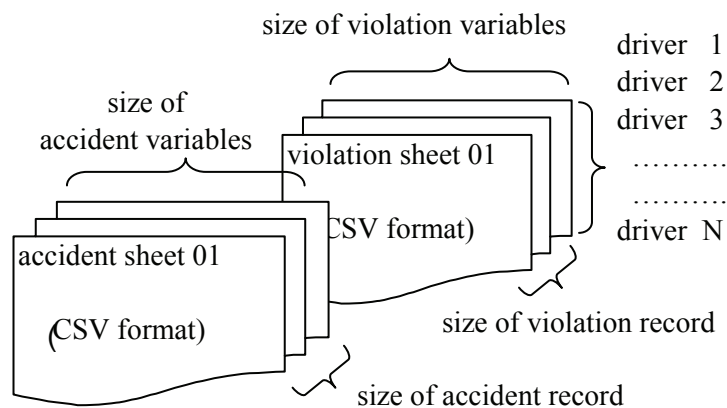 size of violation variables
driver 1
driver 2
driver 3
...........
...........
driver N
size of
accident variables
violation sheet 01
CSV format)
accident sheet 01
(CSV format)
size of violation record
size of accident record